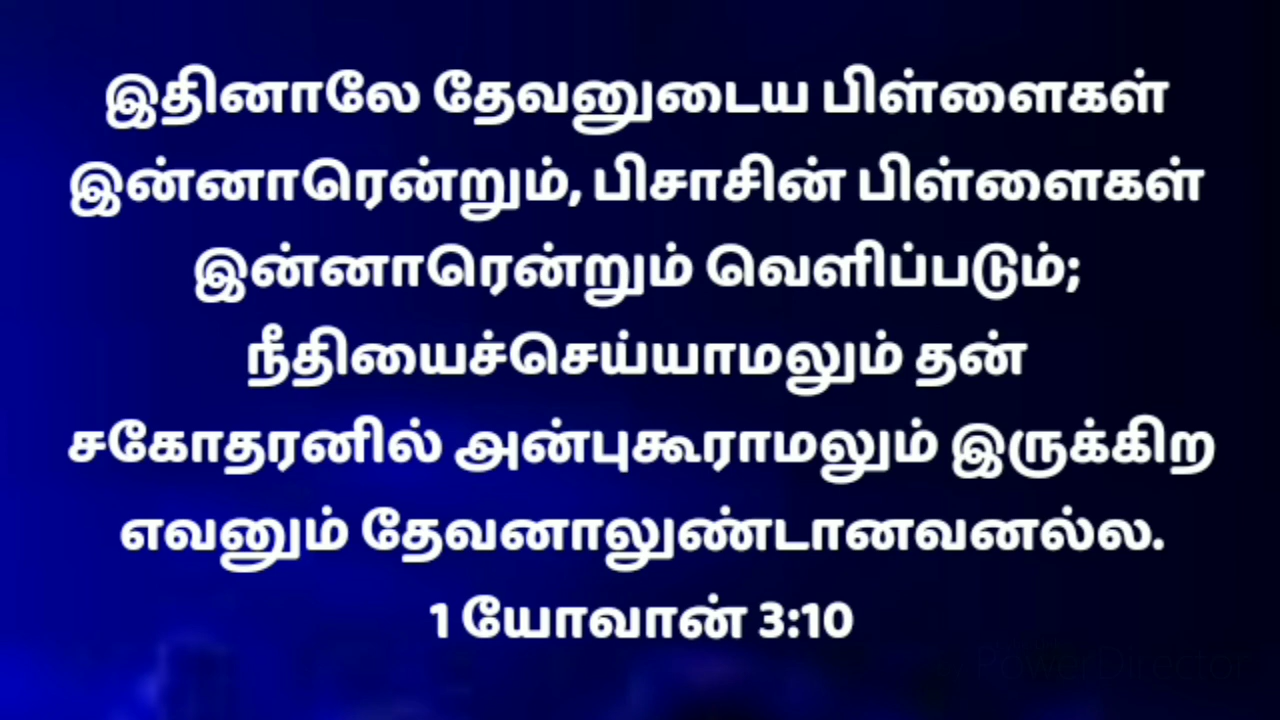 இதினாலே தேவனுடைய பிள்ளைகள்
இன்னாரென்றும், பிசாசின் பிள்ளைகள்
இன்னாரென்றும் வெளிப்படும்;
நீதியைச்செய்யாமலும் தன்
சகோதரனில் அன்புகூராமலும் இருக்கிற
எவனும் தேவனாலுண்டானவனல்ல.
1 யோவான் 3:10
PowerDirector